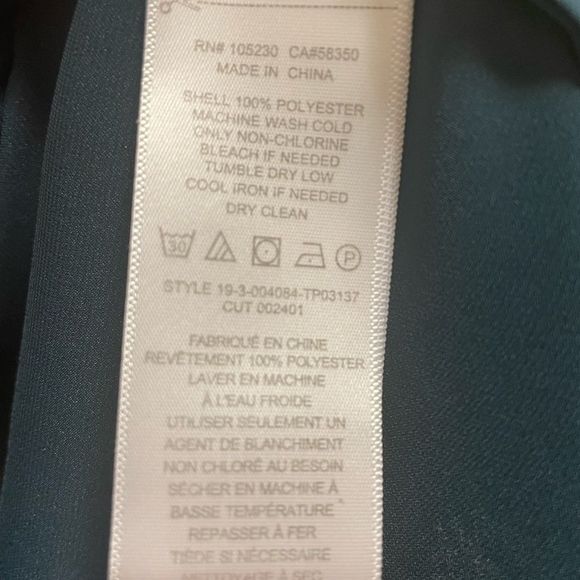 RN# 105230 CA#58350
MADE IN CHINA
SHELL 100% POLYESTER
MACHINE WASH COLD
ONLY NON-CHLORINE
BLEACH IF NEEDED
TUMBLE DRY LOW
COOL IRON IF NEEDED
DRY CLEAN
30
P
STYLE 19-3-004084-TP03137
CUT 002401
FABRIQUÉ EN CHINE
REVÊTEMENT 100% POLYESTER
LAVER EN MACHINE
À L'EAU FROIDE
UTILISER SEULEMENT UN
AGENT DE BLANCHIMENT
NON CHLORÉ AU BESOIN
SÉCHER EN MACHINE À
BASSE TEMPÉRATURE
REPASSER À FER
TIÈDE SI NÉCESSAIRE
NETTOYAGE À SEC